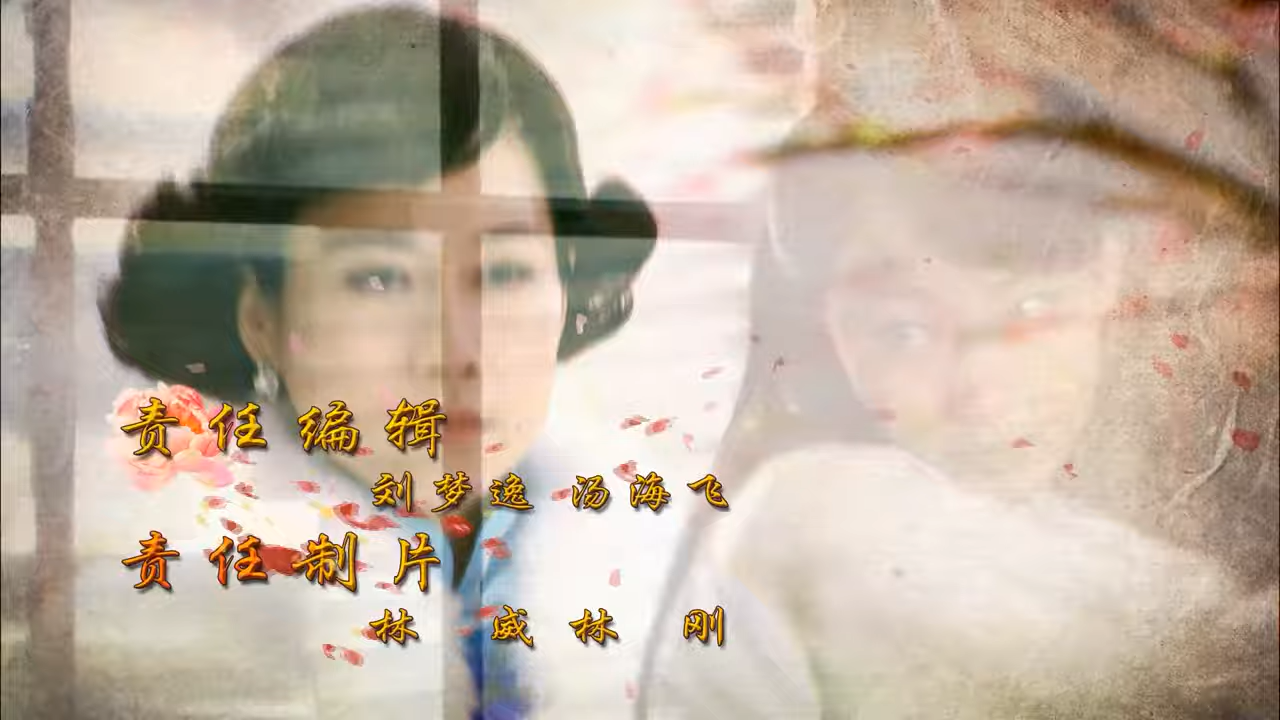 责任编辑
刘梦逸 汤海飞
责任制片
林 威 林 刚